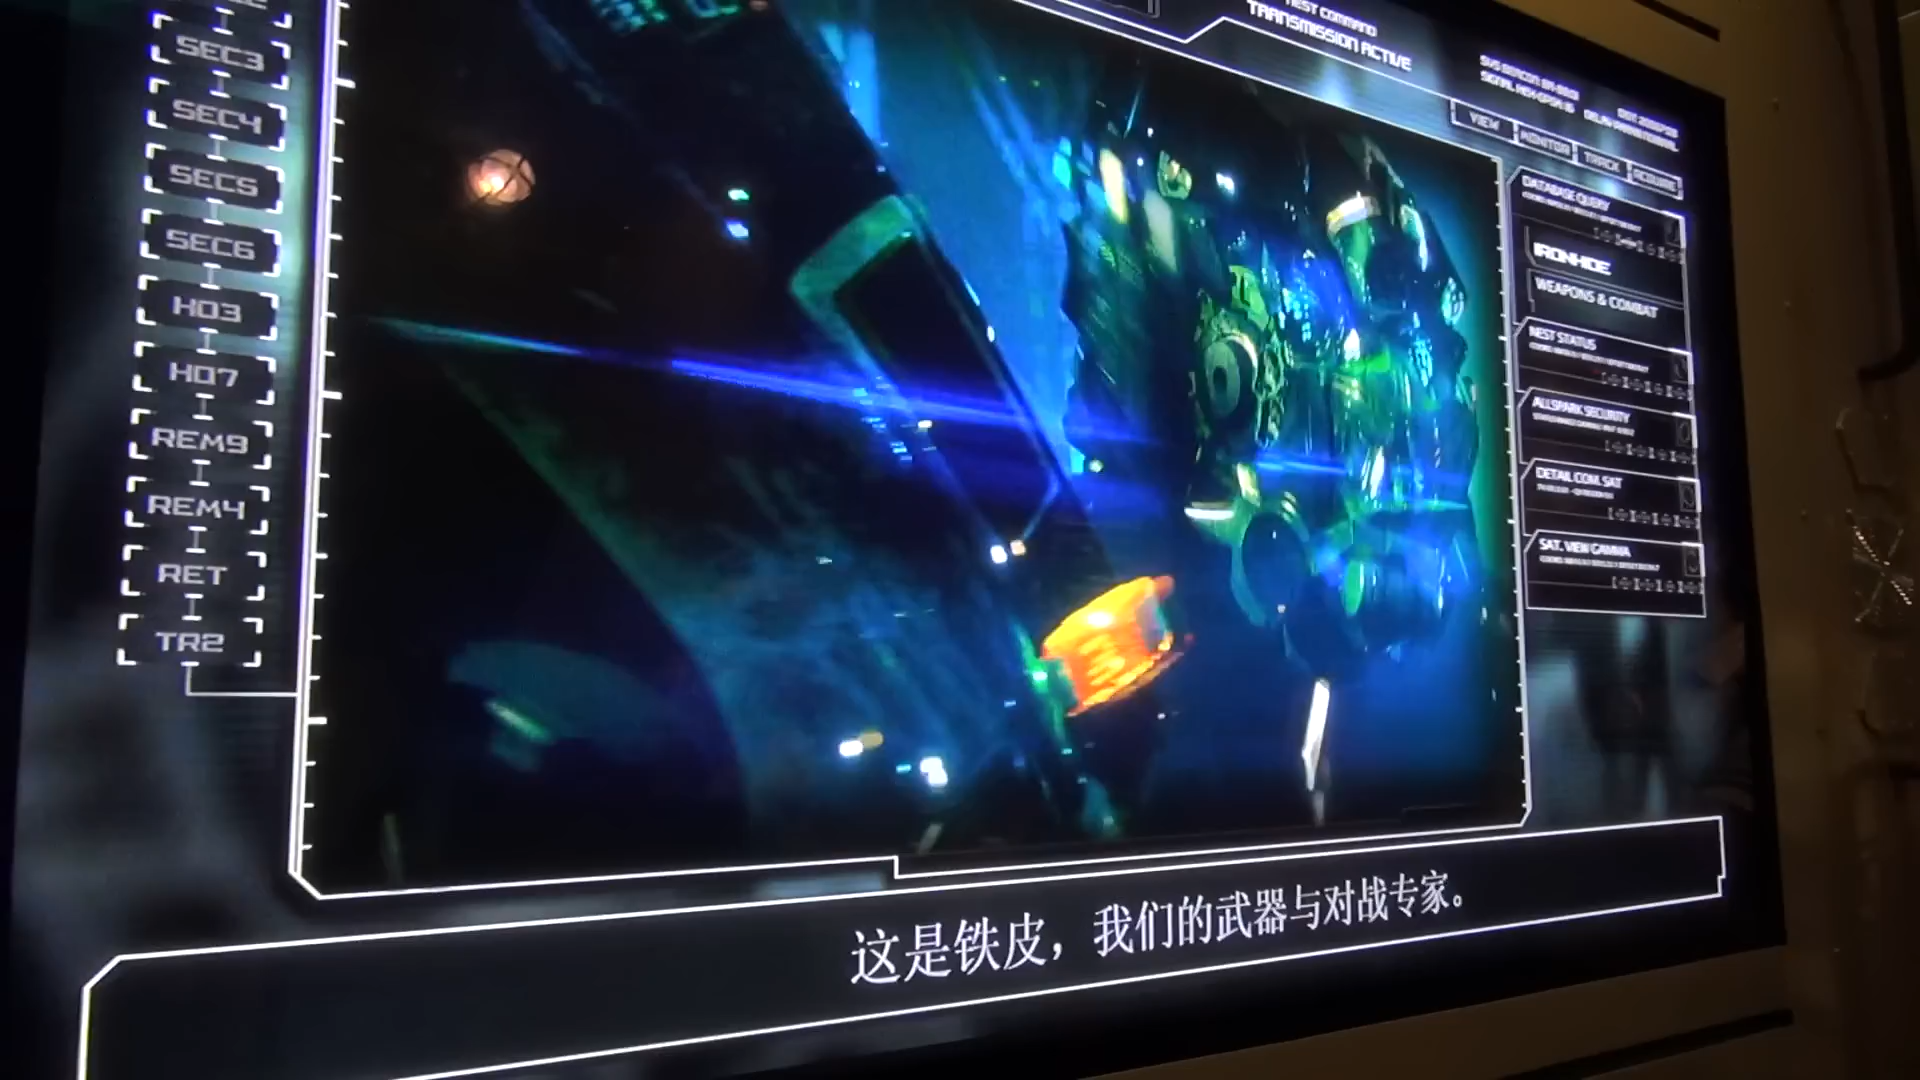 SEC3
SEC4
SEC5
SEC6
H03
H07
REM9
REM4
RET
TR2
NEST COMMAND
TRANSMISSION ACTIVE
VIEW
MONITOR
TRACK
ACQUIRE
DATABASE QUERY
IRONHIDE
WEAPONS & COMBAT
NEST STATUS
ALLSPARK SECURITY
DETAIL COM. SAT
SAT. VIEW GAMMA
这是铁皮，我们的武器与对战专家。